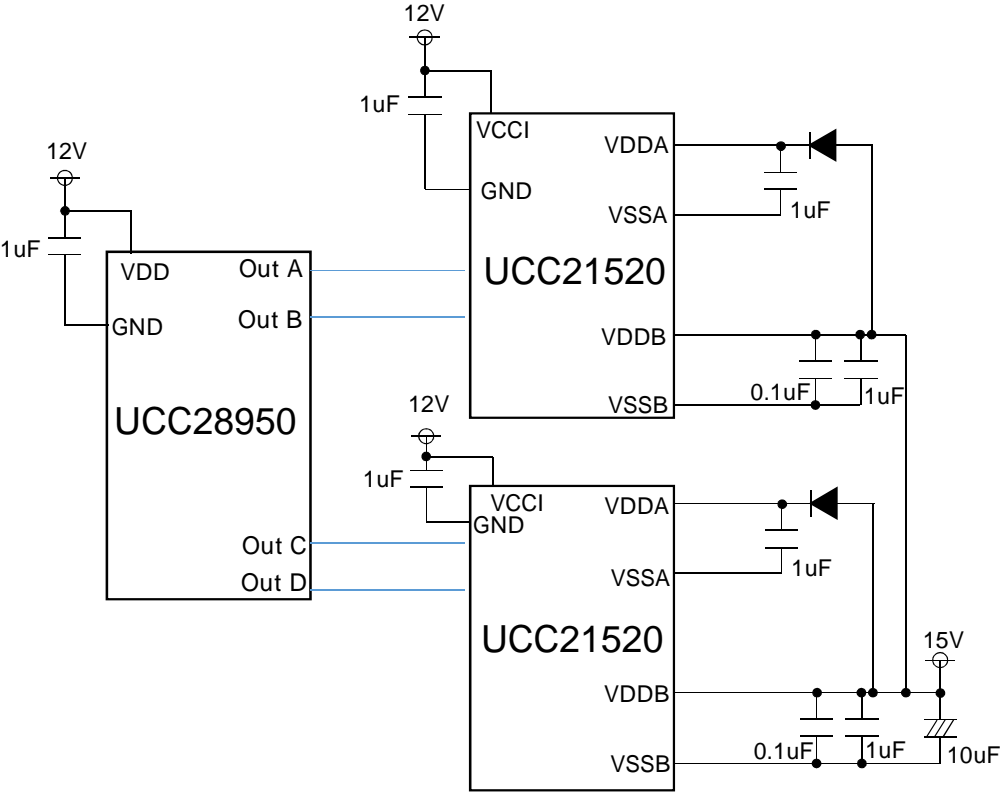 12V
1uF
VCCI
GND
VDDA
VSSA
1uF
UCC21520
VDDB
VSSB
0.1uF
1uF
12V
1uF
VDD
GND
Out A
Out B
UCC28950
Out C
Out D
12V
1uF
VCCI
GND
VDDA
VSSA
1uF
UCC21520
VDDB
VSSB
0.1uF
1uF
15V
10uF